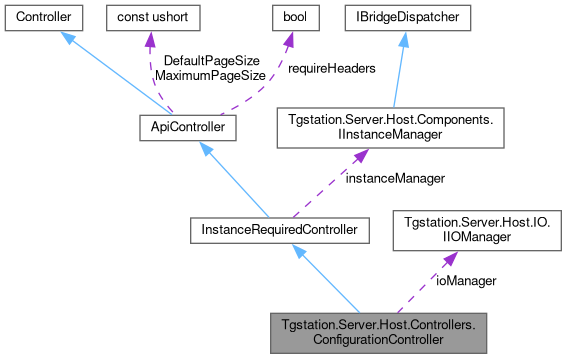 Controller
const ushort
bool
IBridgeDispatcher
DefaultPageSize
MaximumPageSize
requireHeaders
ApiController
Tgstation.Server.Host.Components.
IInstanceManager
instanceManager
InstanceRequiredController
Tgstation.Server.Host.IO.
IIOManager
ioManager
Tgstation.Server.Host.Controllers.
ConfigurationController